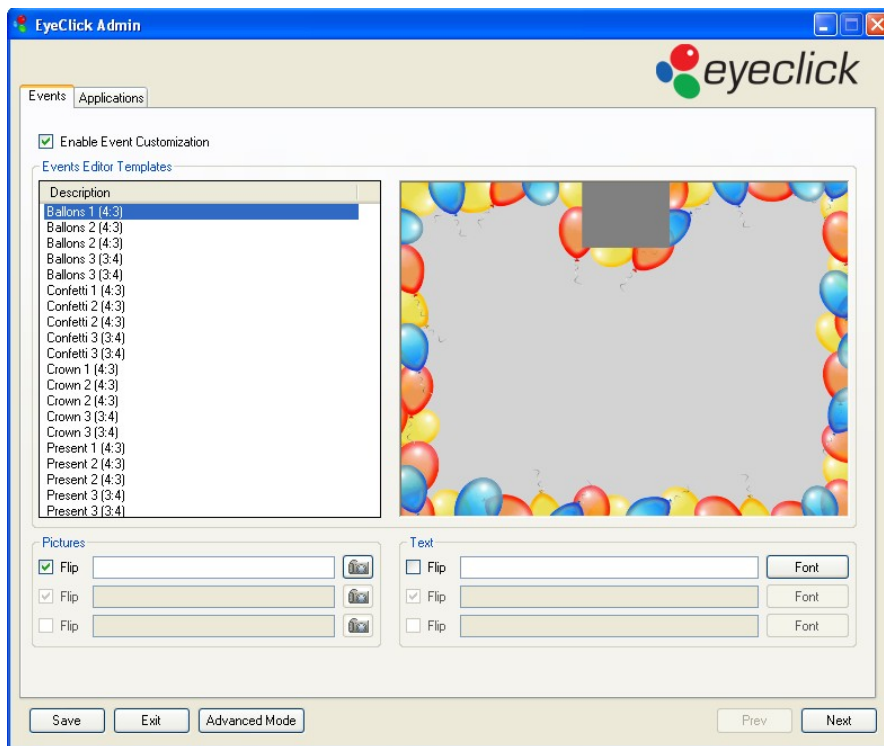 EyeClick Admin
eyeclick
Events
Applications
Enable Event Customization
Events Editor Templates
Description
Ballons 1 (4:3)
Ballons 2 (4:3)
Ballons 2 (4:3)
Ballons 3 (3:4)
Ballons 3 (3:4)
Confetti 1 (4:3)
Confetti 2 (4:3)
Confetti 2 (4:3)
Confetti 3 (3:4)
Confetti 3 (3:4)
Crown 1 (4:3)
Crown 2 (4:3)
Crown 2 (4:3)
Crown 3 (3:4)
Crown 3 (3:4)
Present 1 (4:3)
Present 2 (4:3)
Present 2 (4:3)
Present 3 (3:4)
Present 3 (3:4)
Pictures
Flip
Flip
Flip
Text
Flip
Font
Flip
Font
Flip
Font
Save
Exit
Advanced Mode
Prev
Next